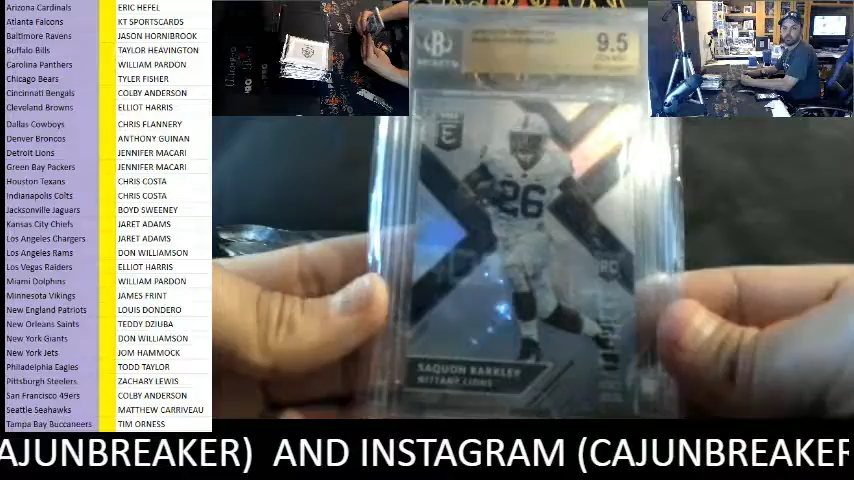 Arizona Cardinals ERIC HEFEL
Atlanta Falcons KT SPORTSCARDS
Baltimore Ravens JASON HORNIBROOK
Buffalo Bills TAYLOR HEAVINGTON
Carolina Panthers WILLIAM PARDON
Chicago Bears TYLER FISHER
Cincinnati Bengals COLBY ANDERSON
Cleveland Browns ELLIOT HARRIS
Dallas Cowboys CHRIS FLANNERY
Denver Broncos ANTHONY GUINAN
Detroit Lions JENNIFER MACARI
Green Bay Packers JENNIFER MACARI
Houston Texans CHRIS COSTA
Indianapolis Colts CHRIS COSTA
Jacksonville Jaguars BOYD SWEENEY
Kansas City Chiefs JARET ADAMS
Los Angeles Chargers JARET ADAMS
Los Angeles Rams DON WILLIAMSON
Los Vegas Raiders ELLIOT HARRIS
Miami Dolphins WILLIAM PARDON
Minnesota Vikings JAMES FRINT
New England Patriots LOUIS DONDERO
New Orleans Saints TEDDY DZIUBA
New York Giants DON WILLIAMSON
New York Jets JOM HAMMOCK
Philadelphia Eagles TODD TAYLOR
Pittsburgh Steelers ZACHARY LEWIS
San Francisco 49ers COLBY ANDERSON
Seattle Seahawks MATTHEW CARRIVEAU
Tampa Bay Buccaneers TIM ORNESS
BECKETT
9.5
E
26
RC
SAQUON BARKLEY
NITTANY LIONS
AJUNBREAKER) AND INSTAGRAM (CAJUNBREAKER